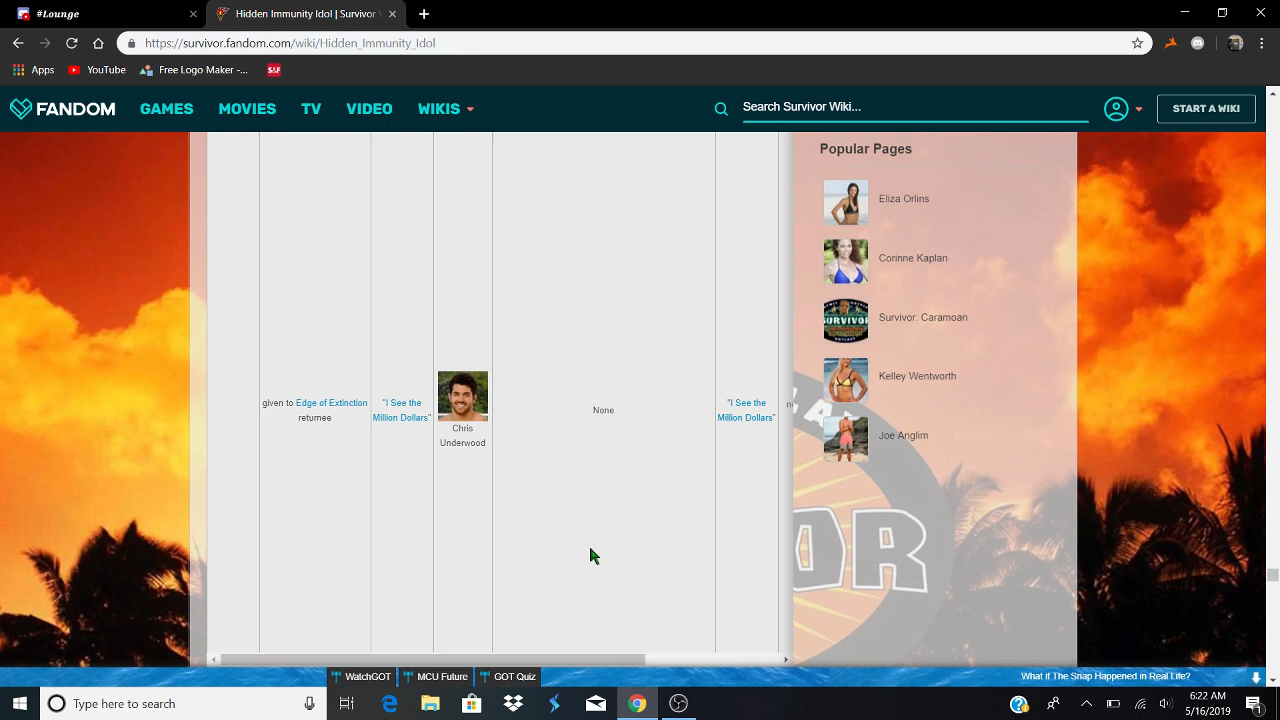 #Lounge
Hidden Immunity Idol | Survivor
https://survivor.fandom.com/wiki/Hidden_Immunity_Idol
Apps
YouTube
Free Logo Maker -...
S&F
FANDOM
GAMES
MOVIES
TV
VIDEO
WIKIS
Search Survivor Wiki...
START A WIKI
given to Edge of Extinction
returnee
"I See the
Million Dollars"
Chris
Underwood
None
"I See the
Million Dollars"
Popular Pages
Eliza Orlins
Corinne Kaplan
SURVIVOR
Survivor: Caramoan
Kelley Wentworth
Joe Anglim
OR
WatchGOT
MCU Future
GOT Quiz
What if The Snap Happened in Real Life?
Type here to search
6:22 AM
5/16/2019